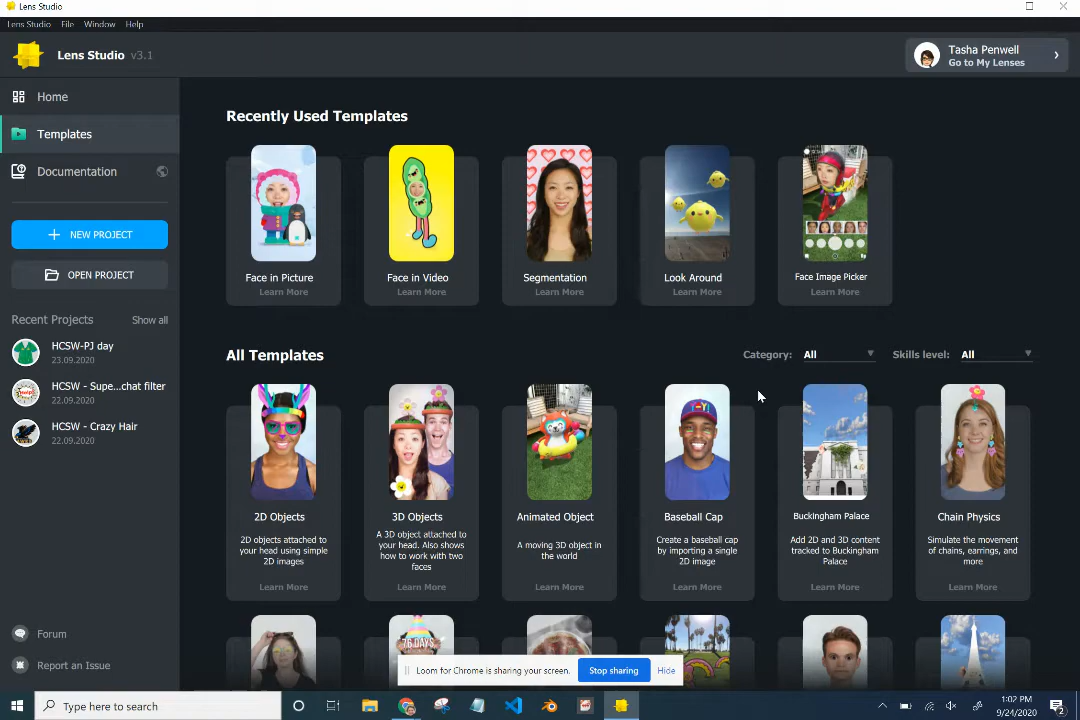 Lens Studio
Lens Studio File Window Help
Lens Studio v3.1
Tasha Penwell
Go to My Lenses
Home
Templates
Documentation
NEW PROJECT
OPEN PROJECT
Recent Projects Show all
HCSW-PJ day
23.09.2020
HCSW - Supe...chat filter
22.09.2020
HCSW - Crazy Hair
22.09.2020
Forum
Report an Issue
Recently Used Templates
Face in Picture
Learn More
Face in Video
Learn More
Segmentation
Learn More
Look Around
Learn More
Face Image Picker
Learn More
All Templates
Category: All
Skills level: All
2D Objects
2D objects attached to
your head using simple
2D images
Learn More
3D Objects
A 3D object attached to
your head. Also shows
how to work with two
faces
Learn More
Animated Object
A moving 3D object in
the world
Learn More
Baseball Cap
Create a baseball cap
by importing a single
2D image
Learn More
Buckingham Palace
Add 2D and 3D content
tracked to Buckingham
Palace
Learn More
Chain Physics
Simulate the movement
of chains, earrings, and
more
Learn More
Loom for Chrome is sharing your screen.
Stop sharing
Hide
Type here to search
1:02 PM
9/24/2020
2